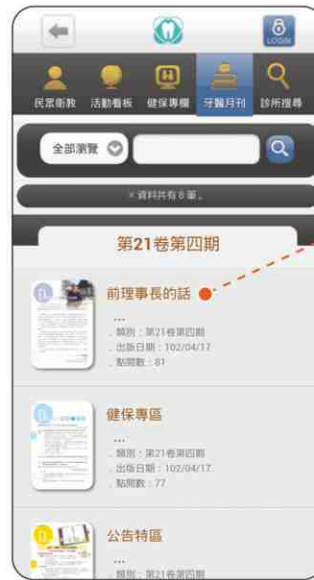 LOGIN
民眾衛教 活動看板 健保專欄 牙醫月刊 診所搜尋
全部瀏覽
× 資料共有 8 筆。
第21卷第四期
前理事長的話
...
. 類別：第21卷第四期
. 出版日期：102/04/17
. 點閱數：81
健保專區
...
. 類別：第21卷第四期
. 出版日期：102/04/17
. 點閱數：77
公告特區
...
. 類別：第21卷第四期